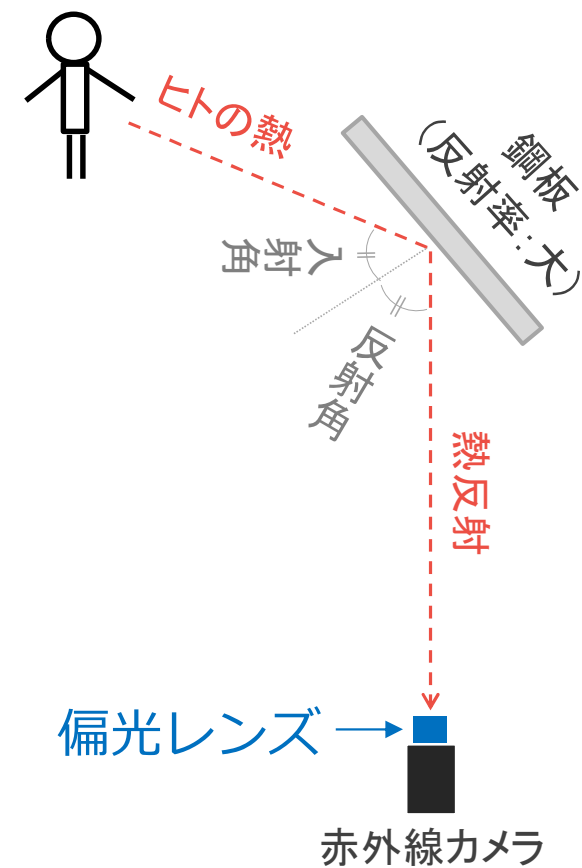 ヒトの熱
鋼板
（反射率：大）
入射角
反射角
熱反射
偏光レンズ
赤外線カメラ